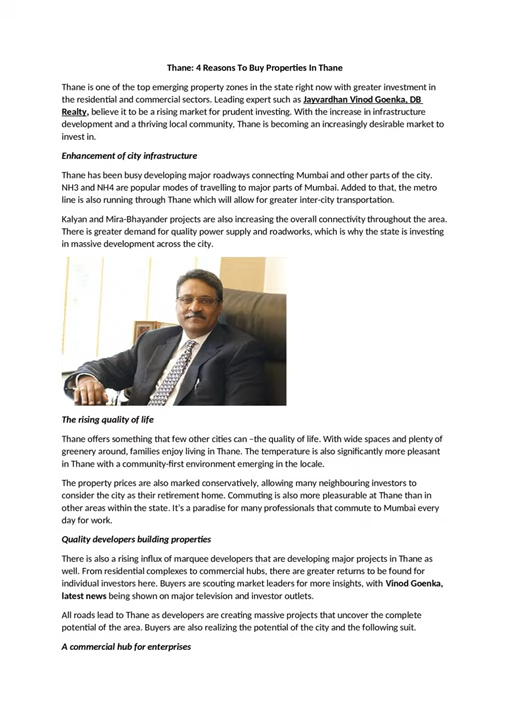 Thane: 4 Reasons To Buy Properties In Thane
Thane is one of the top emerging property zones in the state right now with greater investment in
the residential and commercial sectors. Leading expert such as Jayvardhan Vinod Goenka, DB
Realty, believe it to be a rising market for prudent investing. With the increase in infrastructure
development and a thriving local community, Thane is becoming an increasingly desirable market to
invest in.
Enhancement of city infrastructure
Thane has been busy developing major roadways connecting Mumbai and other parts of the city.
NH3 and NH4 are popular modes of travelling to major parts of Mumbai. Added to that, the metro
line is also running through Thane which will allow for greater inter-city transportation.
Kalyan and Mira-Bhayander projects are also increasing the overall connectivity throughout the area.
There is greater demand for quality power supply and roadworks, which is why the state is investing
in massive development across the city.
The rising quality of life
Thane offers something that few other cities can –the quality of life. With wide spaces and plenty of
greenery around, families enjoy living in Thane. The temperature is also significantly more pleasant
in Thane with a community-first environment emerging in the locale.
The property prices are also marked conservatively, allowing many neighbouring investors to
consider the city as their retirement home. Commuting is also more pleasurable at Thane than in
other areas within the state. It's a paradise for many professionals that commute to Mumbai every
day for work.
Quality developers building properties
There is also a rising influx of marquee developers that are developing major projects in Thane as
well. From residential complexes to commercial hubs, there are greater returns to be found for
individual investors here. Buyers are scouting market leaders for more insights, with Vinod Goenka,
latest news being shown on major television and investor outlets.
All roads lead to Thane as developers are creating massive projects that uncover the complete
potential of the area. Buyers are also realizing the potential of the city and the following suit.
A commercial hub for enterprises